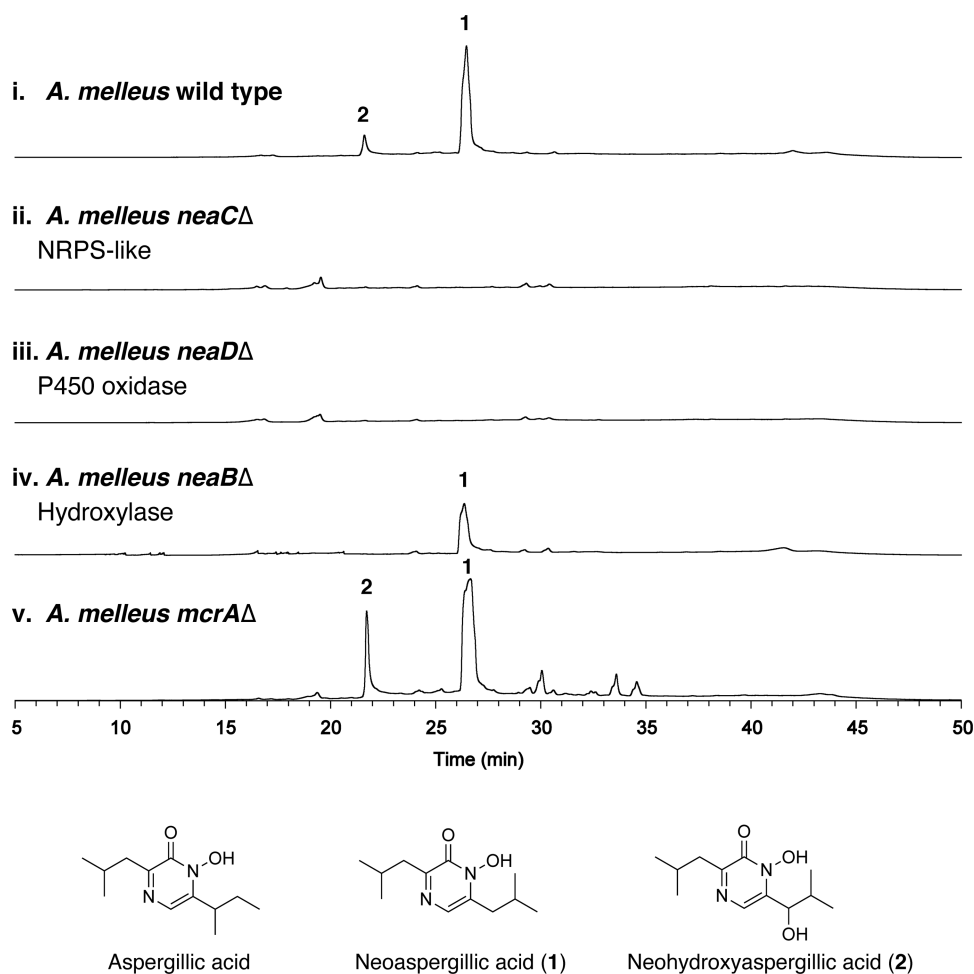 1
i. A. melleus wild type
2
ii. A. melleus neaCΔ
NRPS-like
iii. A. melleus neaDΔ
P450 oxidase
iv. A. melleus neaBΔ
1
Hydroxylase
1
2
v. A. melleus mcrAΔ
5 10 15 20 25 30 35 40 45 50
Time (min)
O
OH
N
N
Aspergillic acid
O
OH
N
N
Neoaspergillic acid (1)
O
OH
N
N
OH
Neohydroxyaspergillic acid (2)